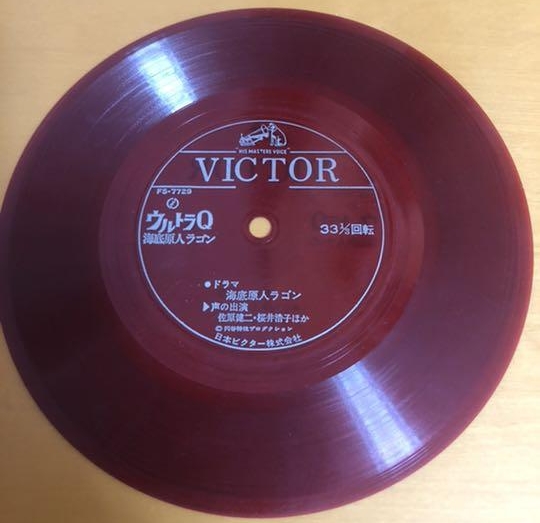 "HIS MASTER'S VOICE"
VICTOR
FS-7729
ウルトラQ
海底原人ラゴン
33⅓回転
●ドラマ
海底原人ラゴン
▶声の出演
佐原健二・桜井浩子ほか
©円谷特技プロダクション
日本ビクター株式会社